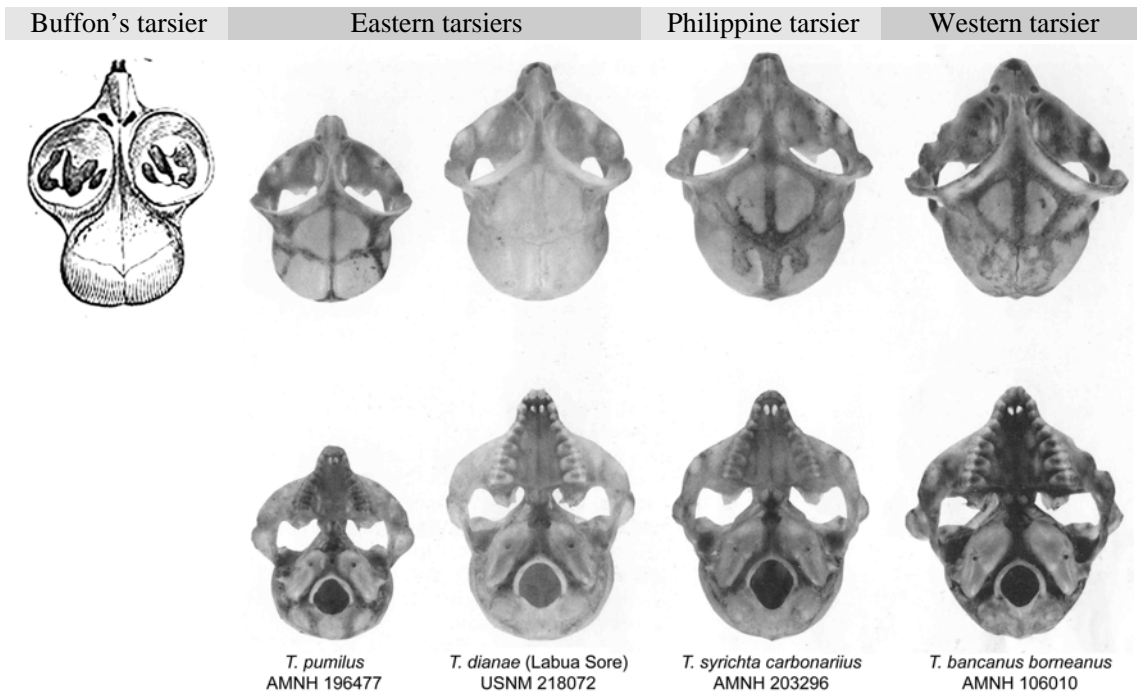 Buffon's tarsier
Eastern tarsiers
Philippine tarsier
Western tarsier
T. pumilus
AMNH 196477
T. dianae (Labua Sore)
USNM 218072
T. syrichta carbonariius
AMNH 203296
T. bancanus borneanus
AMNH 106010